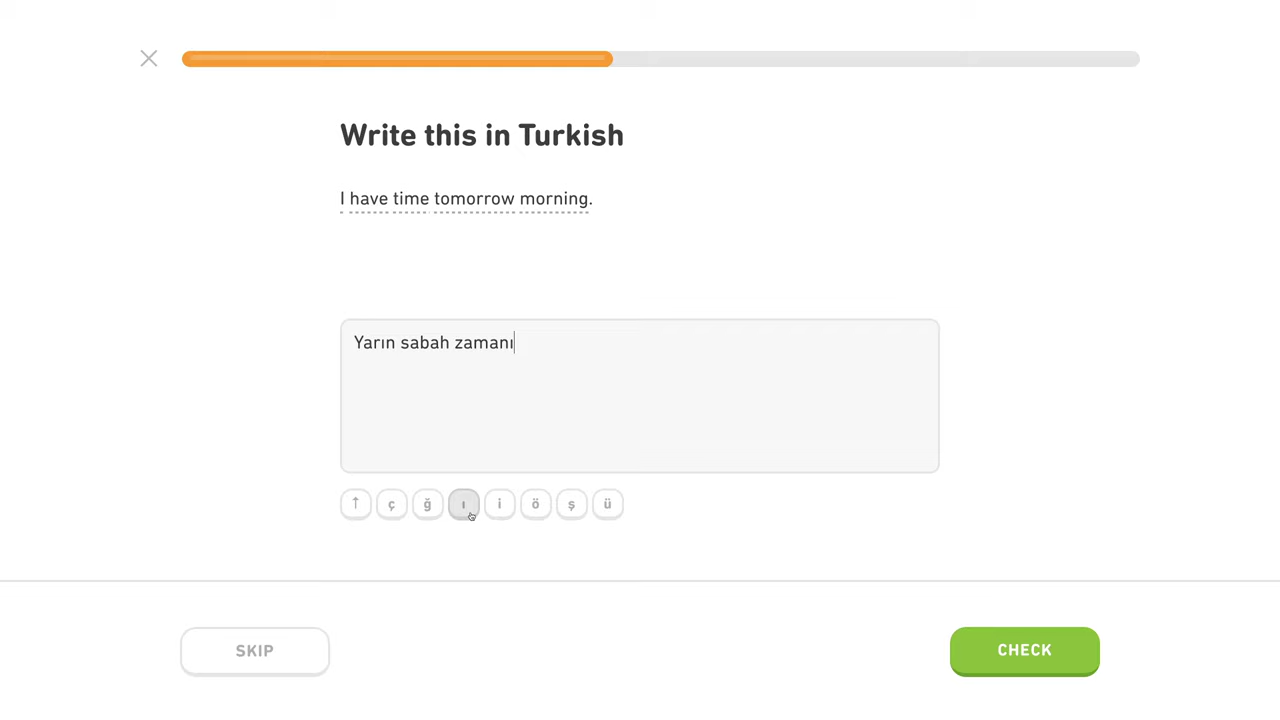 Write this in Turkish
I have time tomorrow morning.
Yarın sabah zamanı
↑ ç ğ ı i ö ş ü
SKIP
CHECK